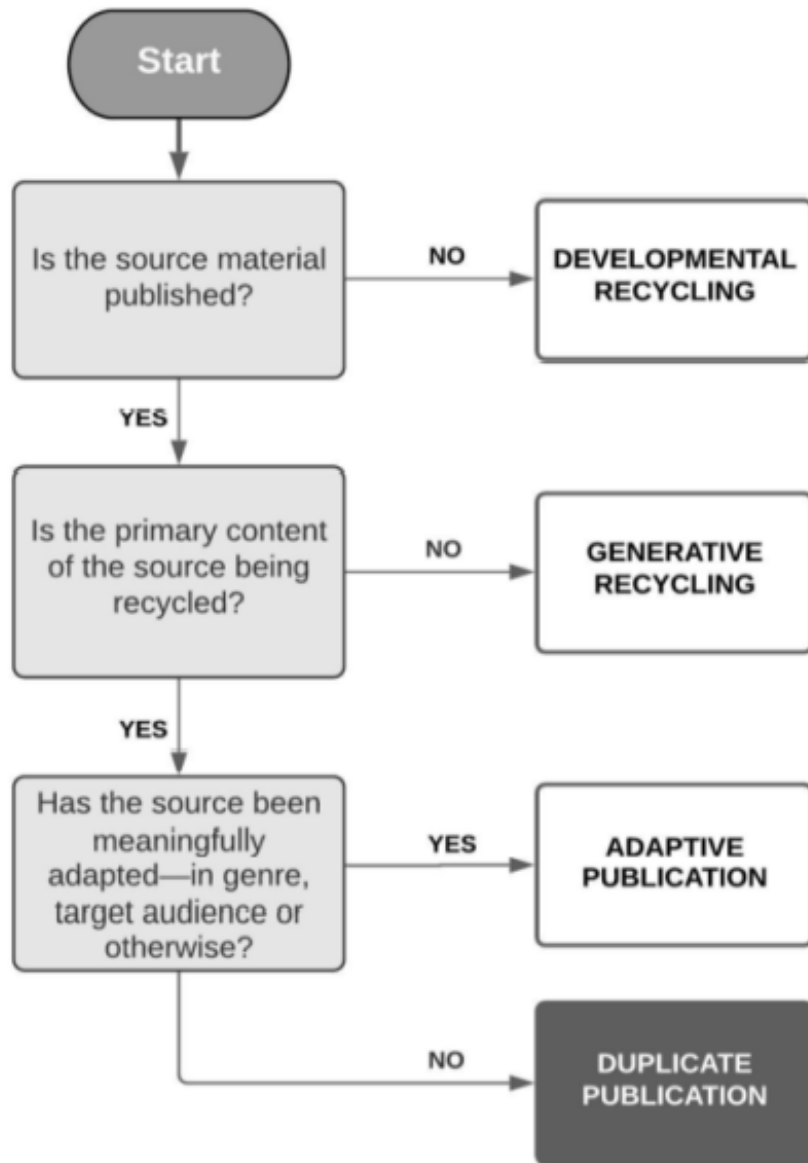 Start
Is the source material
published?
NO
DEVELOPMENTAL
RECYCLING
YES
Is the primary content
of the source being
recycled?
NO
GENERATIVE
RECYCLING
YES
Has the source been
meaningfully
adapted—in genre,
target audience or
otherwise?
YES
ADAPTIVE
PUBLICATION
NO
DUPLICATE
PUBLICATION